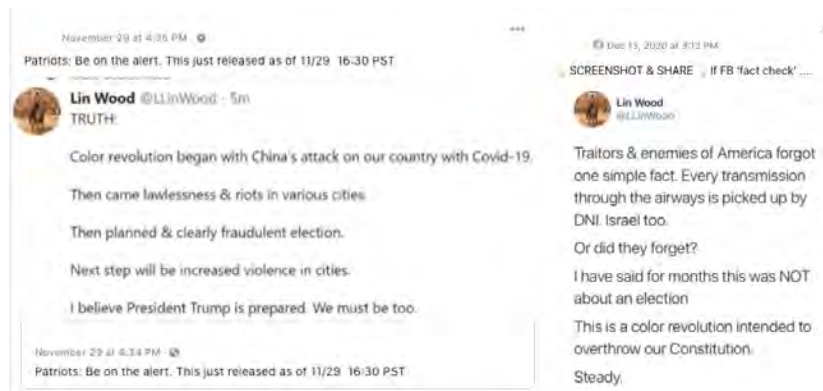 November 29 at 4:35 PM ·
Patriots: Be on the alert. This just released as of 11/29 16-30 PST
Lin Wood @LLinWood · 5m
TRUTH:
Color revolution began with China's attack on our country with Covid-19.
Then came lawlessness & riots in various cities.
Then planned & clearly fraudulent election.
Next step will be increased violence in cities.
I believe President Trump is prepared. We must be too.
November 29 at 4:34 PM ·
Patriots: Be on the alert. This just released as of 11/29 16-30 PST
Dec 15, 2020 at 3:12 PM
SCREENSHOT & SHARE If FB 'fact check' ....
Lin Wood
@LLinWood
Traitors & enemies of America forgot
one simple fact. Every transmission
through the airways is picked up by
DNI. Israel too.
Or did they forget?
I have said for months this was NOT
about an election
This is a color revolution intended to
overthrow our Constitution.
Steady.